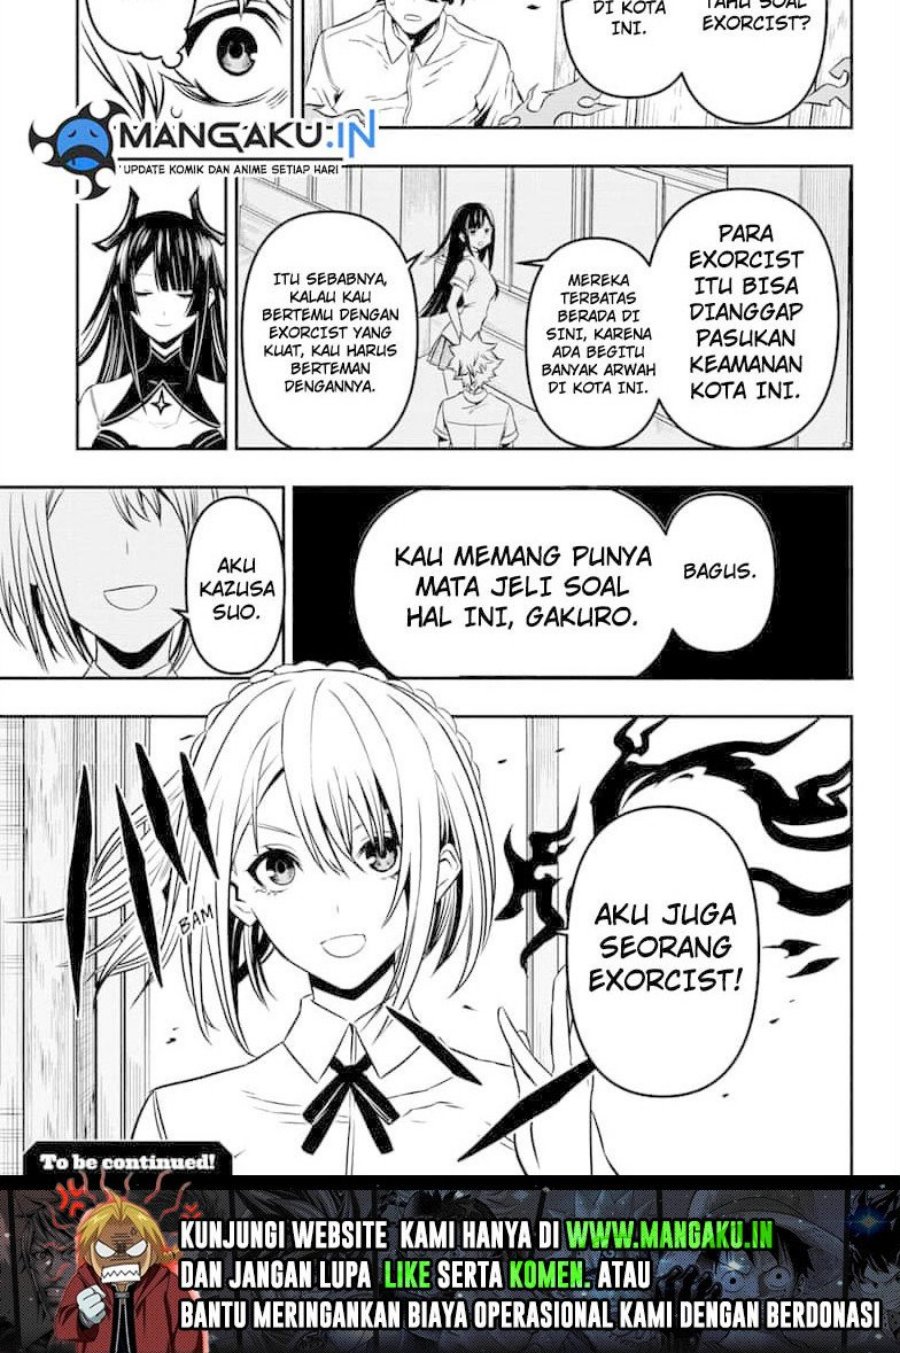 TAHU SOAL
EXORCIST?
DI KOTA
INI.
MANGAKU.IN
UPDATE KOMIK DAN ANIME SETIAP HARI
PARA
EXORCIST
ITU BISA
DIANGGAP
PASUKAN
KEAMANAN
KOTA INI.
MEREKA
TERBATAS
BERADA DI
SINI, KARENA
ADA BEGITU
BANYAK ARWAH
DI KOTA INI.
ITU SEBABNYA,
KALAU KAU
BERTEMU DENGAN
EXORCIST YANG
KUAT, KAU HARUS
BERTEMAN
DENGANNYA.
BAGUS.
KAU MEMANG PUNYA
MATA JELI SOAL
HAL INI, GAKURO.
AKU
KAZUSA
SUO.
BAM
AKU JUGA
SEORANG
EXORCIST!
To be continued!
KUNJUNGI WEBSITE KAMI HANYA DI WWW.MANGAKU.IN
DAN JANGAN LUPA LIKE SERTA KOMEN. ATAU
BANTU MERINGANKAN BIAYA OPERASIONAL KAMI DENGAN BERDONASI